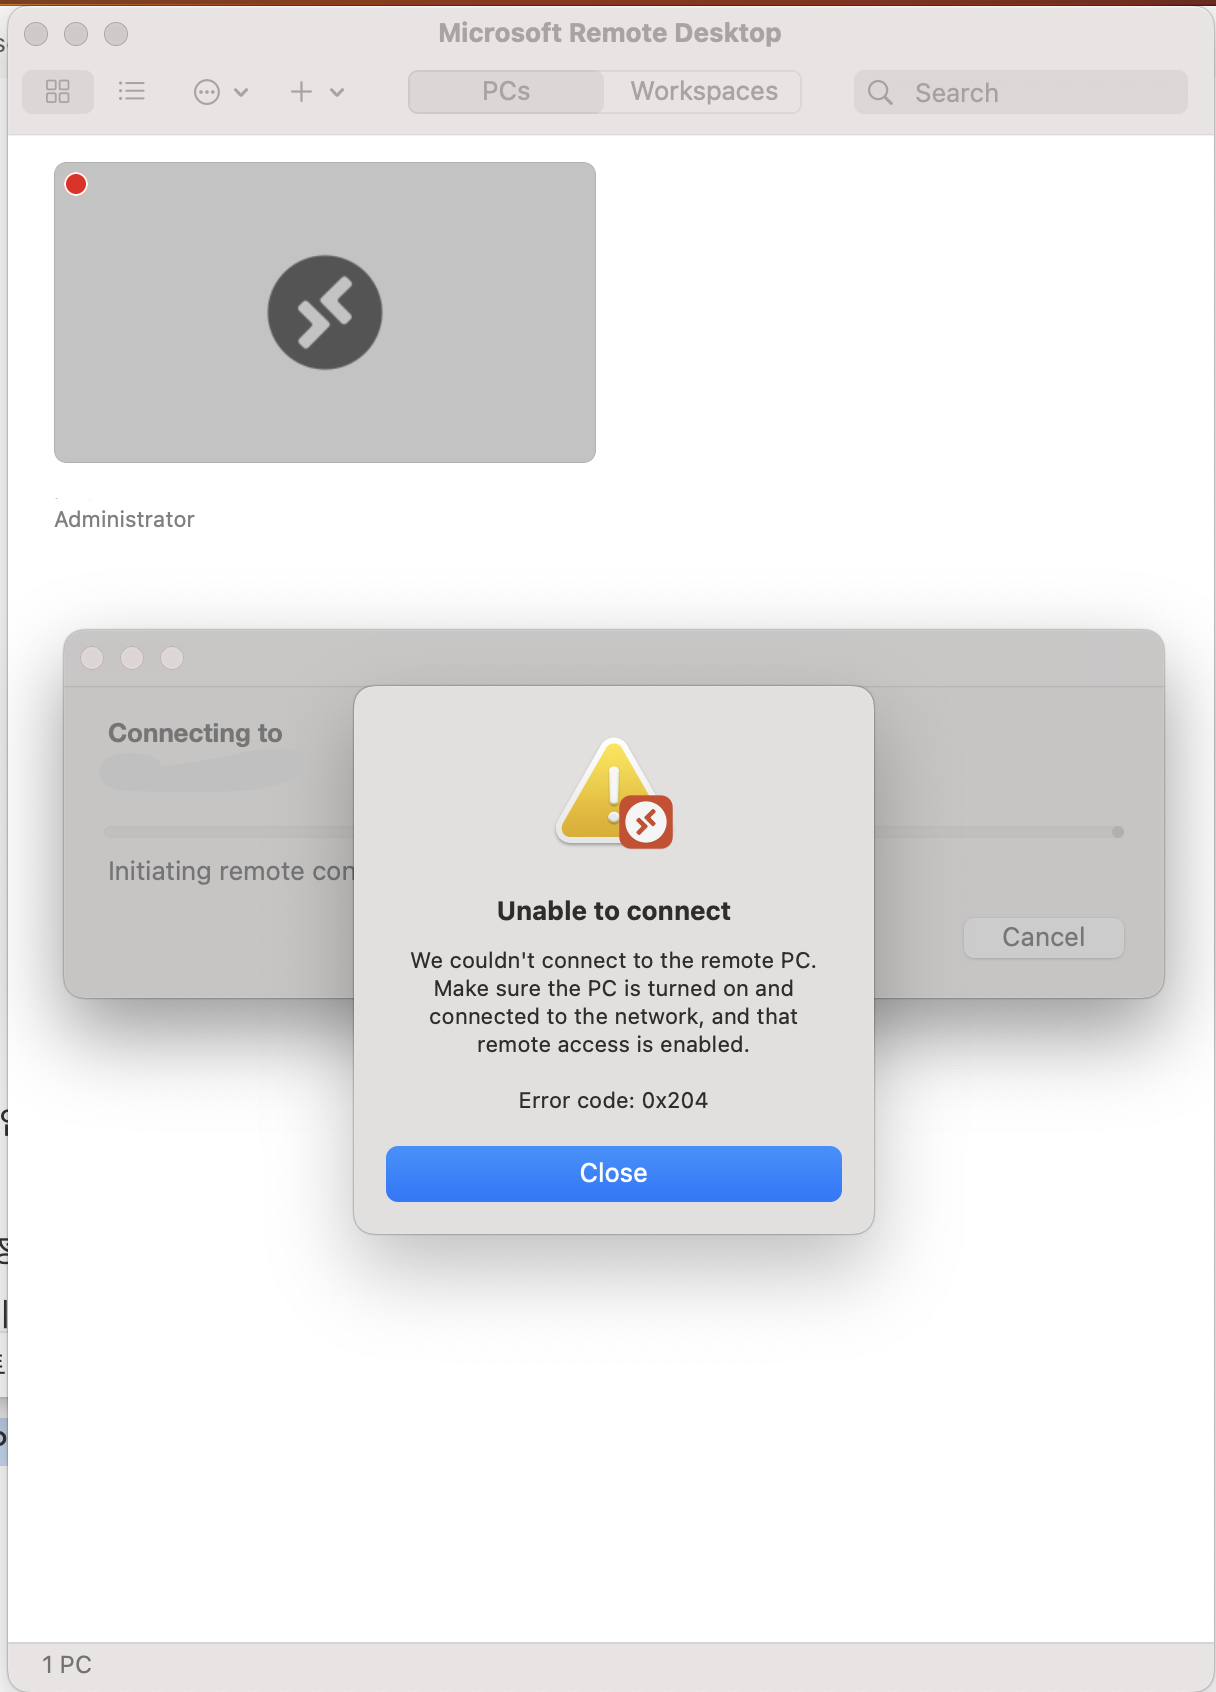 Microsoft Remote Desktop
PCs
Workspaces
Search
Administrator
Connecting to
Initiating remote con
Cancel
Unable to connect
We couldn't connect to the remote PC.
Make sure the PC is turned on and
connected to the network, and that
remote access is enabled.
Error code: 0x204
Close
1 PC